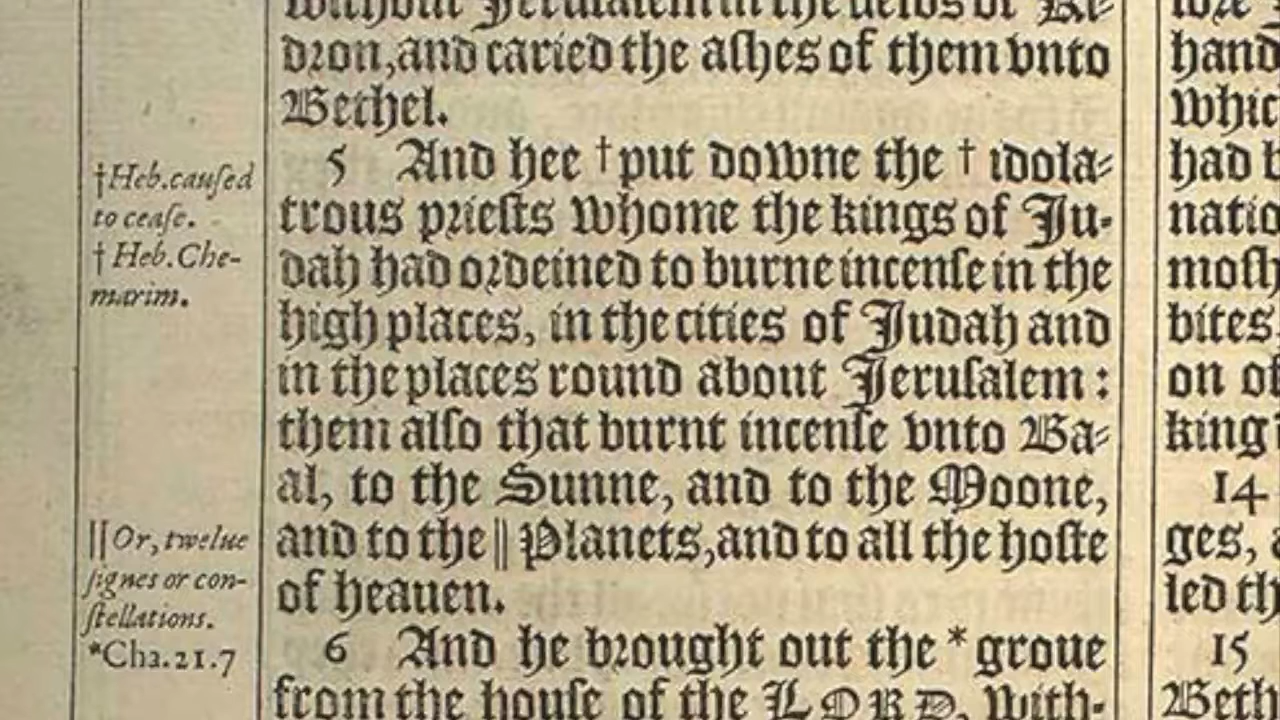 †Heb.cauſed
to ceaſe.
† Heb.Che-
marim.
|| Or, twelue
ſignes or con-
ſtellations.
*Cha.21.7
without Jeruſalem in the fields of Ki-
dron,and caried the aſhes of them vnto
Bethel.
5 And hee †put downe the † idola-
trous prieſts whome the kings of Ju-
dah had ordeined to burne incenſe in the
high places, in the cities of Judah and
in the places round about Jeruſalem :
them alſo that burnt incenſe vnto Ba-
al, to the Sunne, and to the Moone,
and to the || Planets,and to all the hoſte
of heauen.
6 And he brought out the * groue
from the houſe of the LORD, with-
hand
whic
had b
natio
moſh
bites
on of
king
14
ges, a
led th
15
Beth